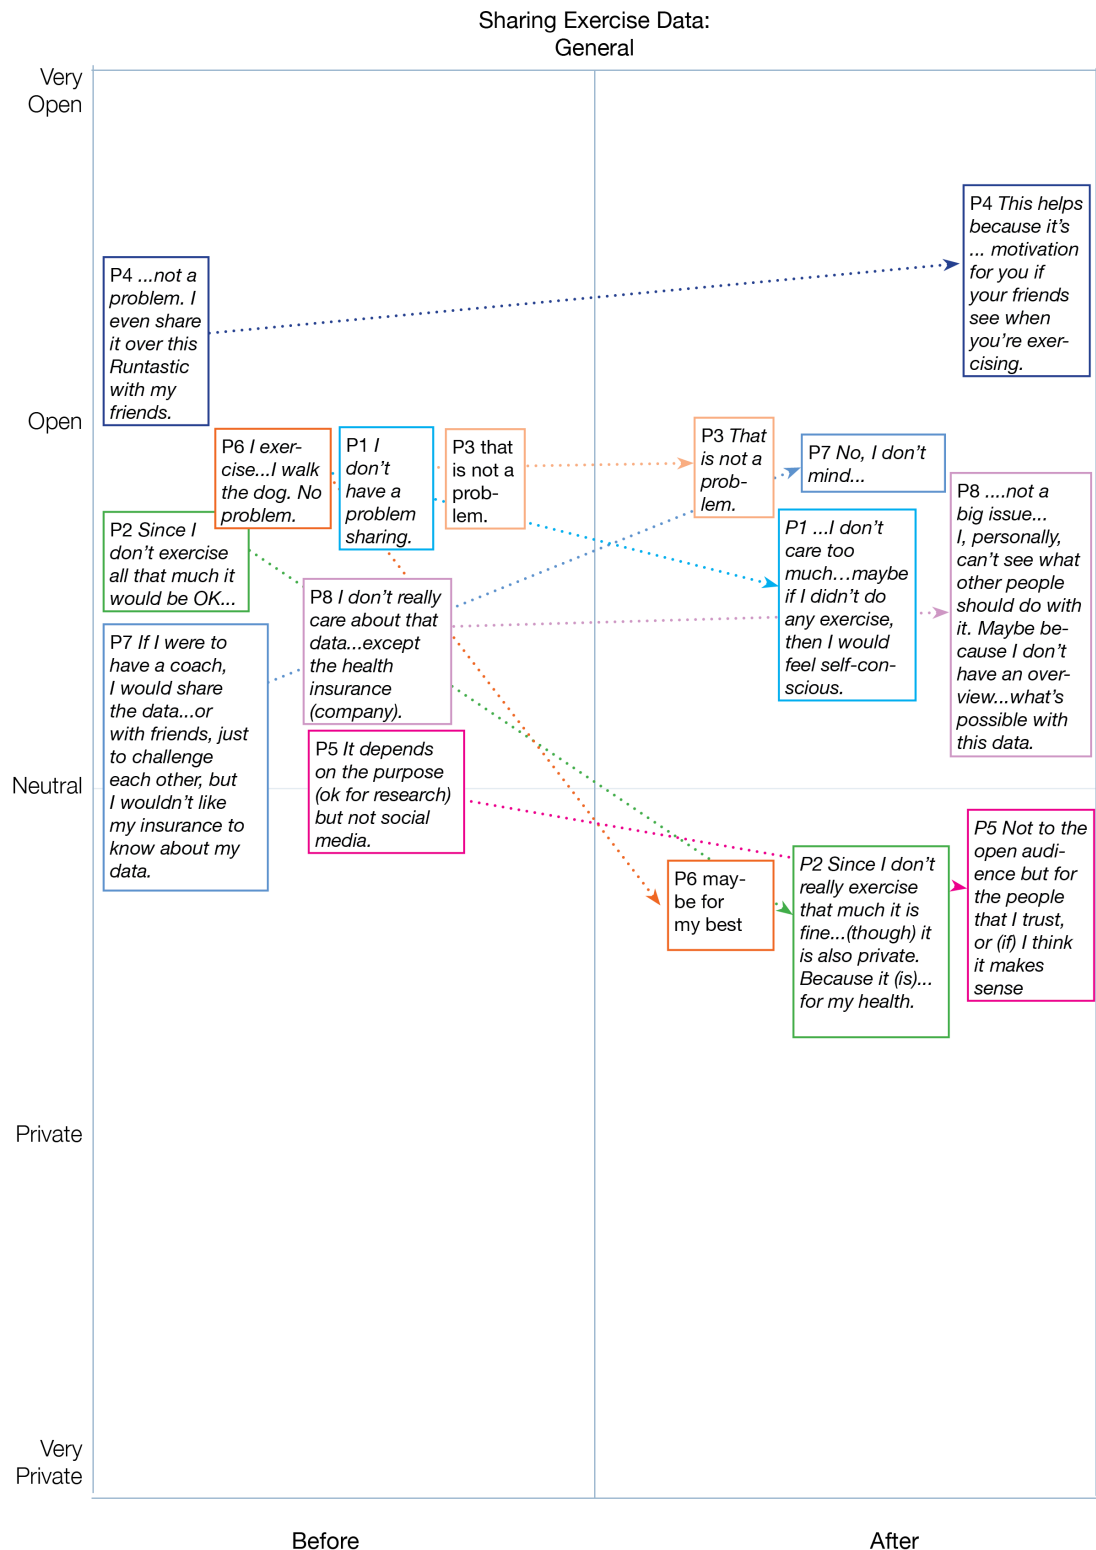 Sharing Exercise Data:
General
Very
Open
Open
Neutral
Private
Very
Private
P4 ...not a
problem. I
even share
it over this
Runtastic
with my
friends.
P6 I exer-
cise...I walk
the dog. No
problem.
P1 I
don't
have a
problem
sharing.
P3 that
is not a
prob-
lem.
P2 Since I
don't exercise
all that much it
would be OK...
P8 I don't really
care about that
data...except
the health
insurance
(company).
P7 If I were to
have a coach,
I would share
the data...or
with friends, just
to challenge
each other, but
I wouldn't like
my insurance to
know about my
data.
P5 It depends
on the purpose
(ok for research)
but not social
media.
P4 This helps
because it's
... motivation
for you if
your friends
see when
you're exer-
cising.
P3 That
is not a
prob-
lem.
P7 No, I don't
mind...
P8 ....not a
big issue...
I, personally,
can't see what
other people
should do with
it. Maybe be-
cause I don't
have an over-
view...what's
possible with
this data.
P1 ...I don't
care too
much...maybe
if I didn't do
any exercise,
then I would
feel self-con-
scious.
P6 may-
be for
my best
P2 Since I don't
really exercise
that much it is
fine...(though) it
is also private.
Because it (is)...
for my health.
P5 Not to the
open audi-
ence but for
the people
that I trust,
or (if) I think
it makes
sense
Before
After